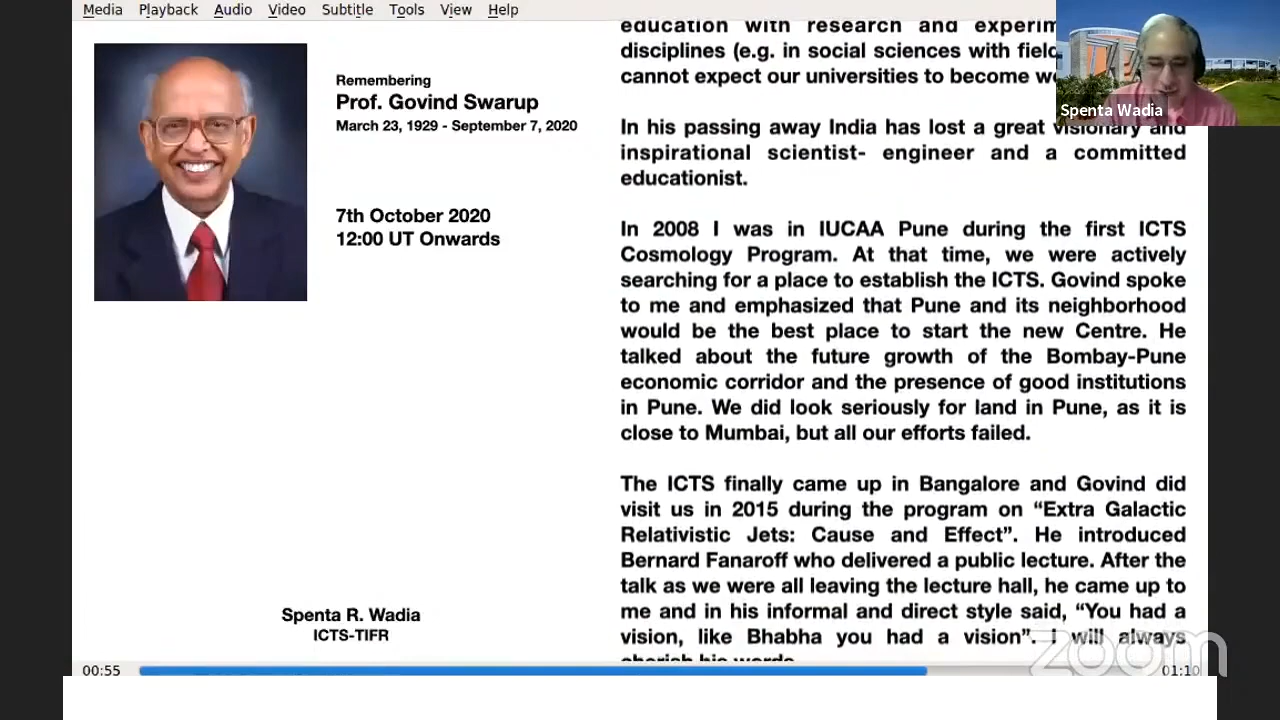 Media Playback Audio Video Subtitle Tools View Help
Remembering
Prof. Govind Swarup
March 23, 1929 - September 7, 2020
7th October 2020
12:00 UT Onwards
Spenta R. Wadia
ICTS-TIFR
education with research and
disciplines (e.g. in social sciences with
cannot expect our universities to become
In his passing away India has lost a great visionary and
inspirational scientist- engineer and a committed
educationist.
In 2008 I was in IUCAA Pune during the first ICTS
Cosmology Program. At that time, we were actively
searching for a place to establish the ICTS. Govind spoke
to me and emphasized that Pune and its neighborhood
would be the best place to start the new Centre. He
talked about the future growth of the Bombay-Pune
economic corridor and the presence of good institutions
in Pune. We did look seriously for land in Pune, as it is
close to Mumbai, but all our efforts failed.
The ICTS finally came up in Bangalore and Govind did
visit us in 2015 during the program on “Extra Galactic
Relativistic Jets: Cause and Effect”. He introduced
Bernard Fanaroff who delivered a public lecture. After the
talk as we were all leaving the lecture hall, he came up to
me and in his informal and direct style said, “You had a
vision, like Bhabha you had a vision”. I will always
cherish his words
Spenta Wadia
zoom
00:55
01:10